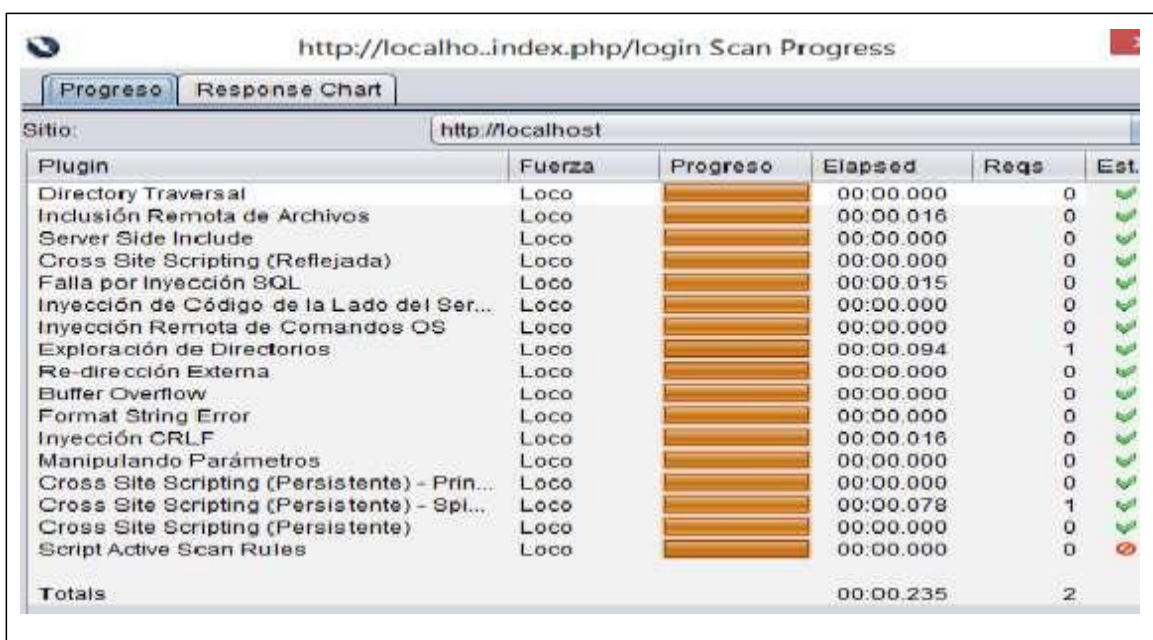 http://localho..index.php/login Scan Progress
Progreso Response Chart
Sitio: http://localhost
Plugin Fuerza Progreso Elapsed Reqs Est.
Directory Traversal Loco 00:00.000 0
Inclusión Remota de Archivos Loco 00:00.016 0
Server Side Include Loco 00:00.000 0
Cross Site Scripting (Reflejada) Loco 00:00.000 0
Falla por Inyección SQL Loco 00:00.015 0
Inyección de Código de la Lado del Ser... Loco 00:00.000 0
Inyección Remota de Comandos OS Loco 00:00.000 0
Exploración de Directorios Loco 00:00.094 1
Re-dirección Externa Loco 00:00.000 0
Buffer Overflow Loco 00:00.000 0
Format String Error Loco 00:00.000 0
Inyección CRLF Loco 00:00.016 0
Manipulando Parámetros Loco 00:00.000 0
Cross Site Scripting (Persistente) - Prin... Loco 00:00.000 0
Cross Site Scripting (Persistente) - Spi... Loco 00:00.078 1
Cross Site Scripting (Persistente) Loco 00:00.000 0
Script Active Scan Rules Loco 00:00.000 0
Totals 00:00.235 2